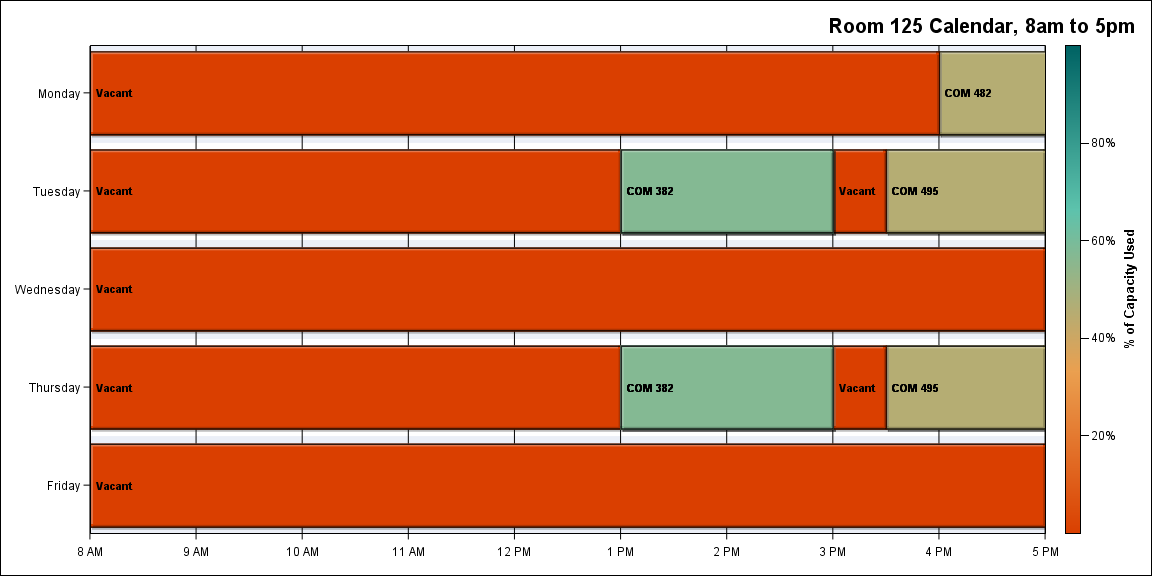 Room 125 Calendar, 8am to 5pm
Monday
Vacant
COM 482
Tuesday
Vacant
COM 382
Vacant
COM 495
Wednesday
Vacant
Thursday
Vacant
COM 382
Vacant
COM 495
Friday
Vacant
8 AM
9 AM
10 AM
11 AM
12 PM
1 PM
2 PM
3 PM
4 PM
5 PM
80%
60%
40%
20%
% of Capacity Used